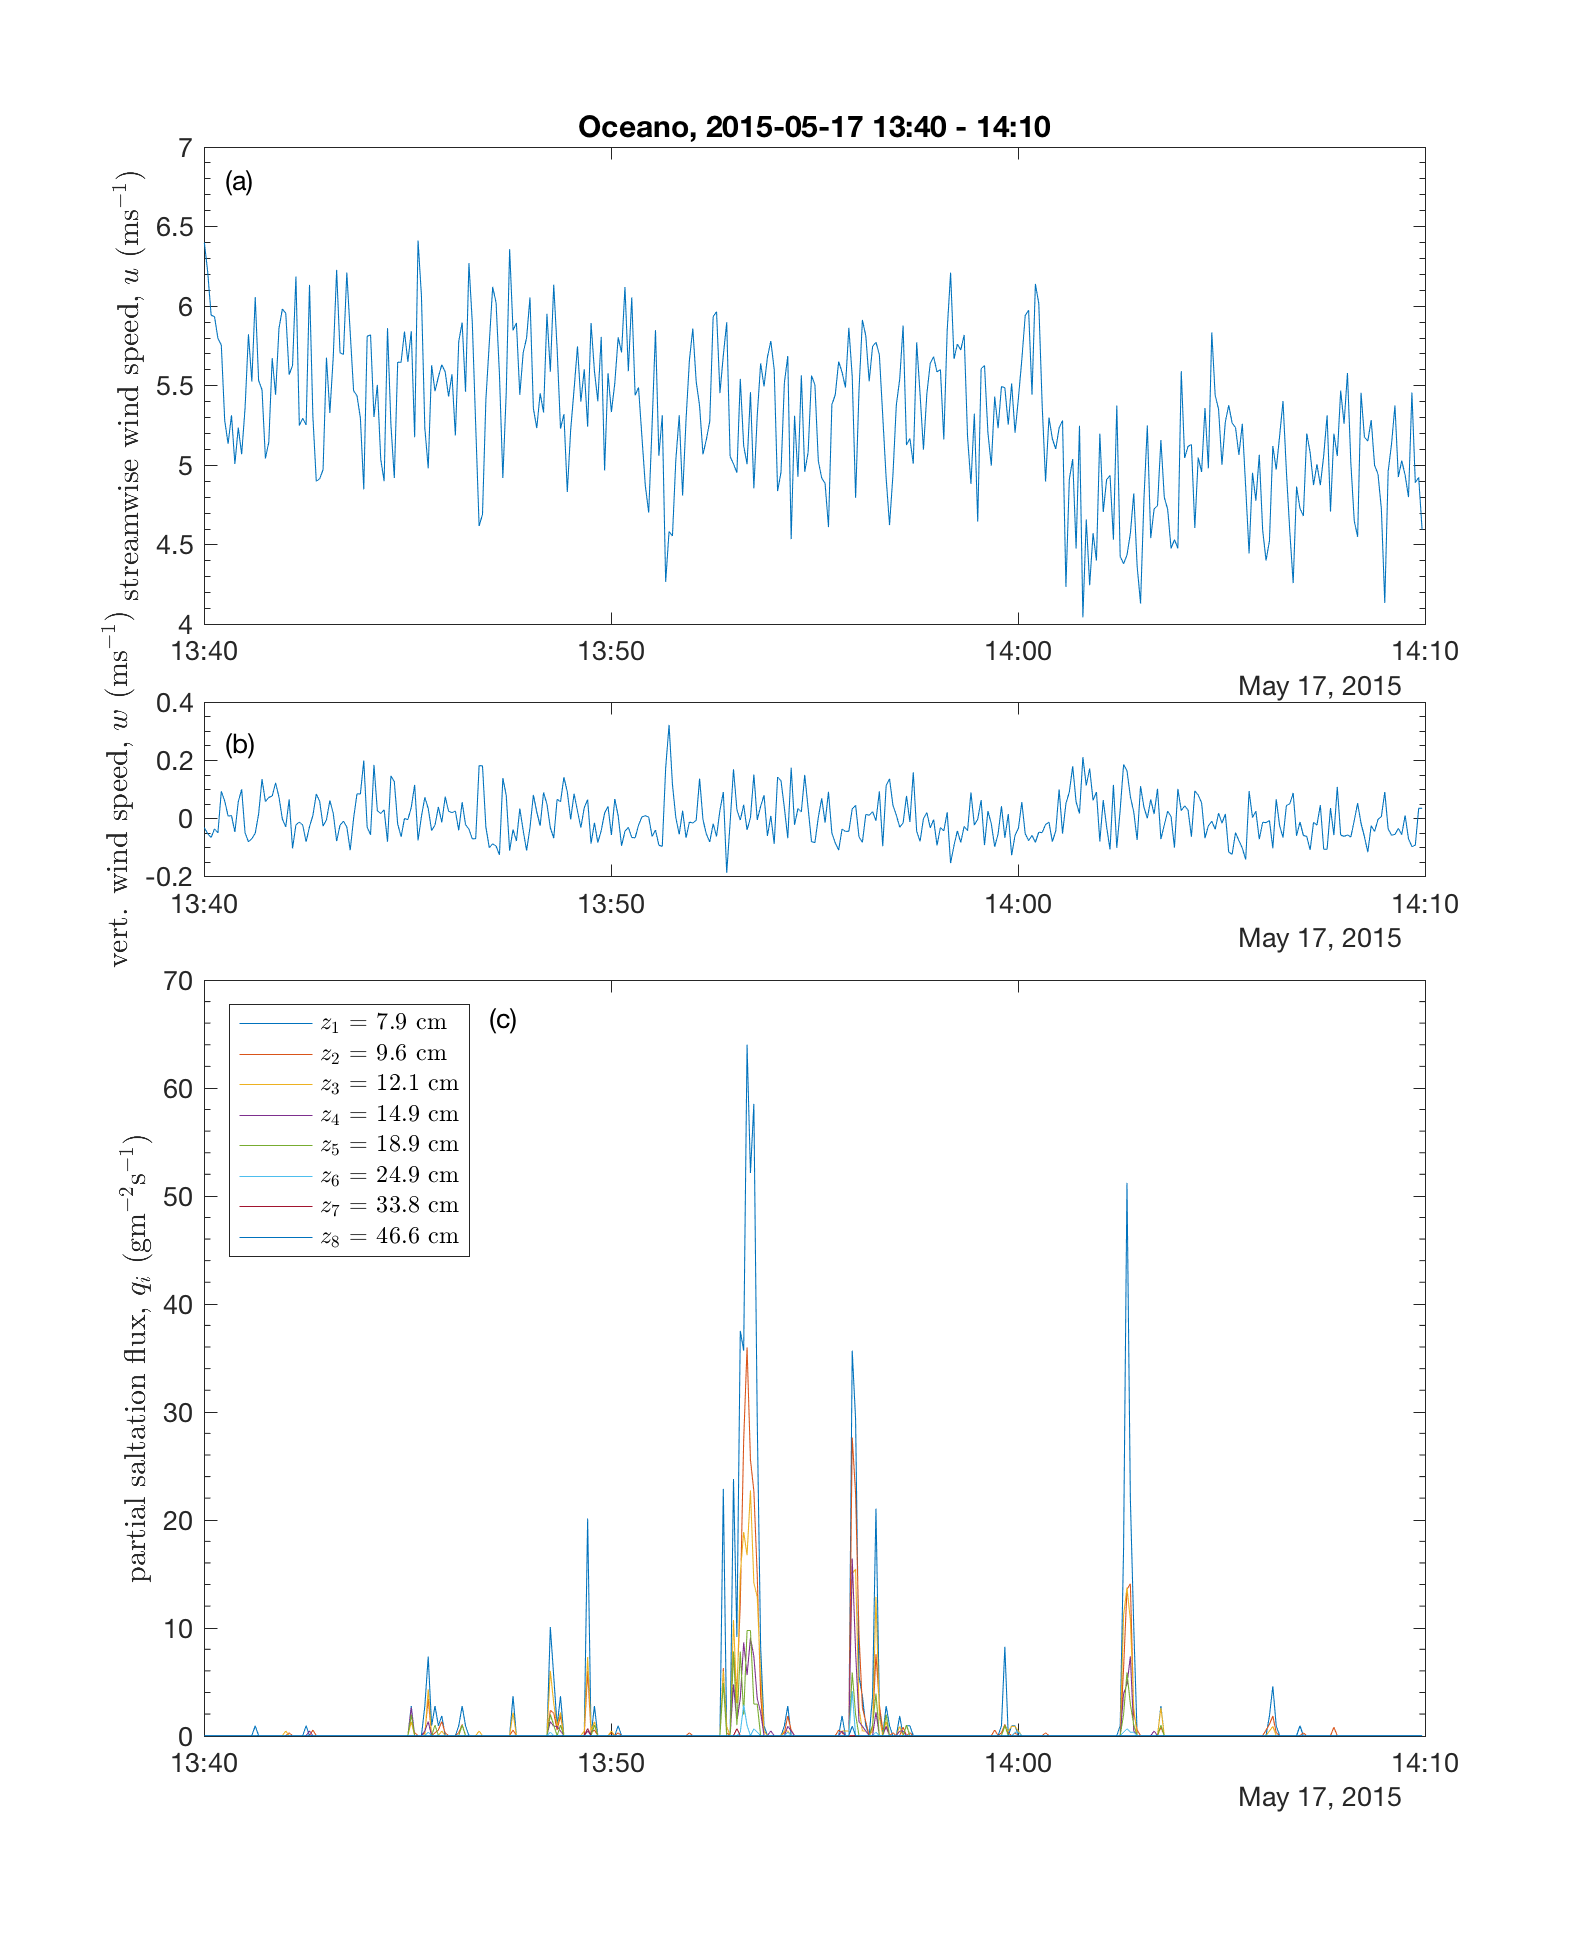 Oceano, 2015-05-17 13:40 - 14:10
(a)
streamwise wind speed, u (ms⁻¹)
7
6.5
6
5.5
5
4.5
4
13:40 13:50 14:00 14:10
May 17, 2015
(b)
vert. wind speed, w (ms⁻¹)
0.4
0.2
0
-0.2
13:40 13:50 14:00 14:10
May 17, 2015
(c)
partial saltation flux, qᵢ (gm⁻²s⁻¹)
70
60
50
40
30
20
10
0
z₁ = 7.9 cm
z₂ = 9.6 cm
z₃ = 12.1 cm
z₄ = 14.9 cm
z₅ = 18.9 cm
z₆ = 24.9 cm
z₇ = 33.8 cm
z₈ = 46.6 cm
13:40 13:50 14:00 14:10
May 17, 2015